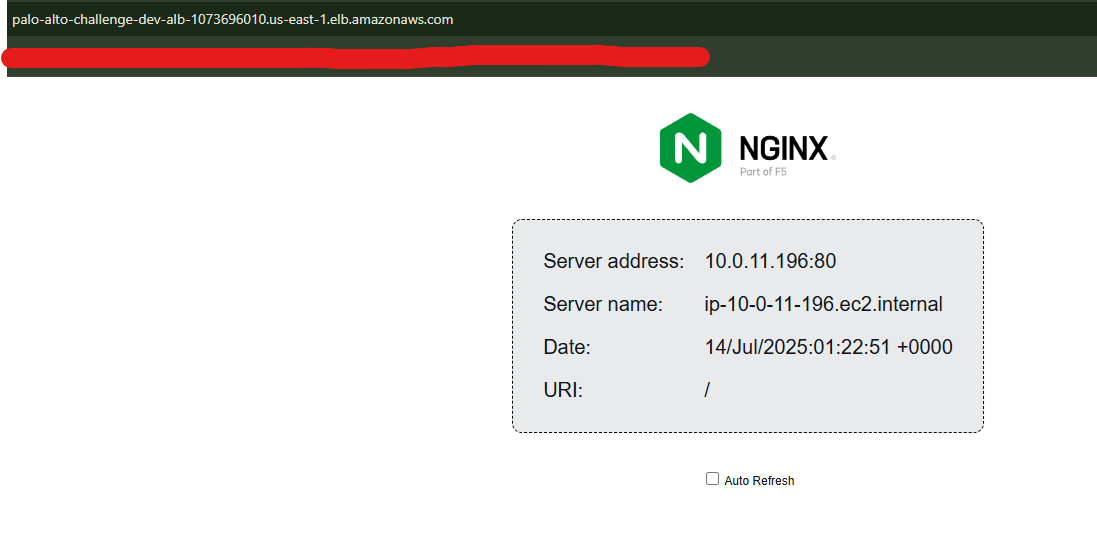 palo-alto-challenge-dev-alb-1073696010.us-east-1.elb.amazonaws.com
N NGINX
Part of F5
Server address: 10.0.11.196:80
Server name: ip-10-0-11-196.ec2.internal
Date: 14/Jul/2025:01:22:51 +0000
URI: /
Auto Refresh